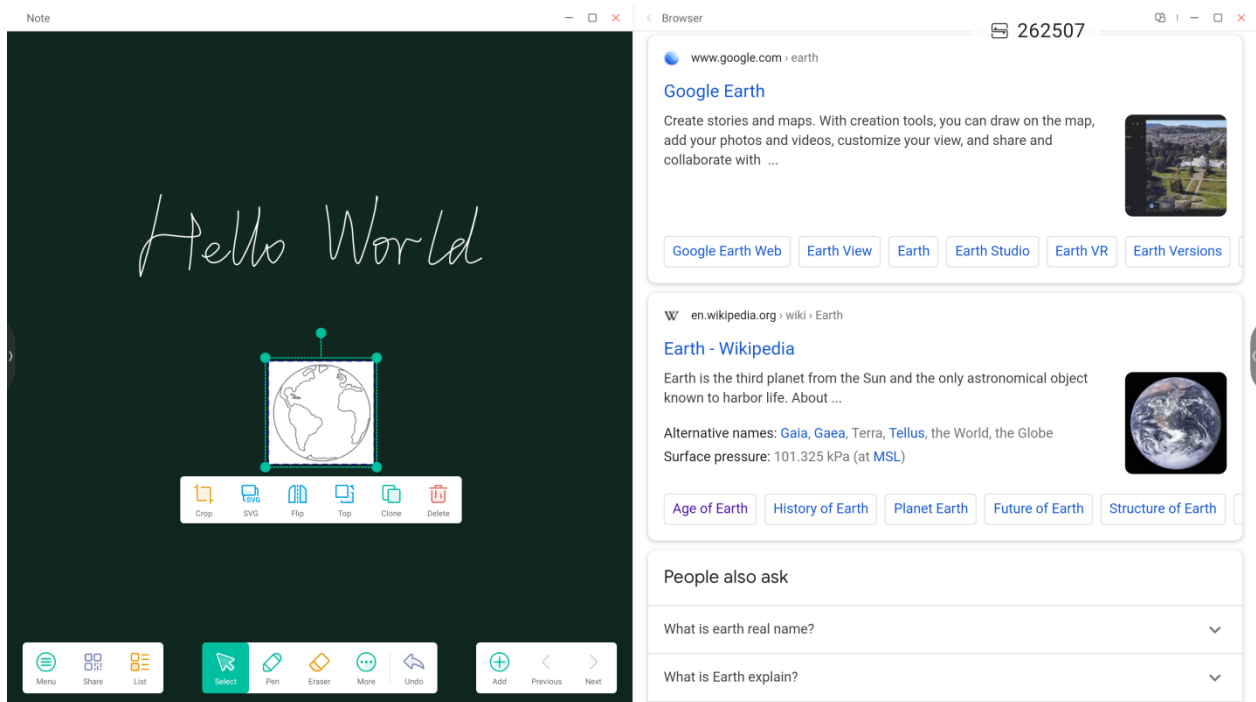 Note
Hello World
Crop
SVG
SVG
Flip
Top
Clone
Delete
Menu
Share
List
Select
Pen
Eraser
More
Undo
Add
Previous
Next
Browser
262507
www.google.com › earth
Google Earth
Create stories and maps. With creation tools, you can draw on the map,
add your photos and videos, customize your view, and share and
collaborate with ...
Google Earth Web
Earth View
Earth
Earth Studio
Earth VR
Earth Versions
W en.wikipedia.org › wiki › Earth
Earth - Wikipedia
Earth is the third planet from the Sun and the only astronomical object
known to harbor life. About ...
Alternative names: Gaia, Gaea, Terra, Tellus, the World, the Globe
Surface pressure: 101.325 kPa (at MSL)
Age of Earth
History of Earth
Planet Earth
Future of Earth
Structure of Earth
People also ask
What is earth real name?
What is Earth explain?